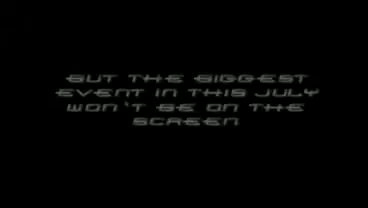 BUT THE BIGGEST
EVENT IN THIS JULY
WON'T BE ON THE
SCREEN